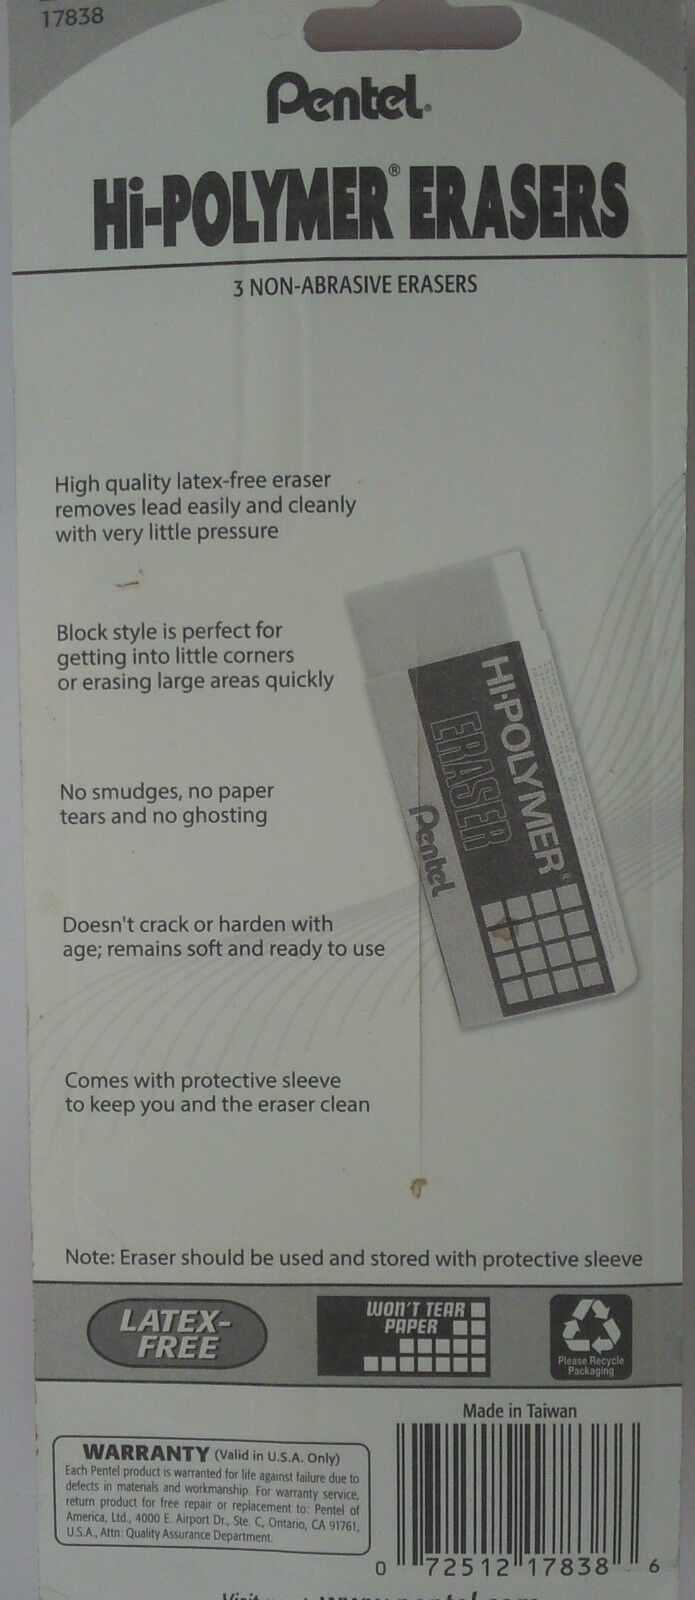 17838
Pentel®
Hi-POLYMER® ERASERS
3 NON-ABRASIVE ERASERS
High quality latex-free eraser
removes lead easily and cleanly
with very little pressure
Block style is perfect for
getting into little corners
or erasing large areas quickly
No smudges, no paper
tears and no ghosting
Doesn't crack or harden with
age; remains soft and ready to use
Comes with protective sleeve
to keep you and the eraser clean
HI-POLYMER®
ERASER
Pentel
Note: Eraser should be used and stored with protective sleeve
LATEX-
FREE
WON'T TEAR
PAPER
Please Recycle
Packaging
Made in Taiwan
WARRANTY (Valid in U.S.A. Only)
Each Pentel product is warranted for life against failure due to
defects in materials and workmanship. For warranty service,
return product for free repair or replacement to: Pentel of
America, Ltd., 4000 E. Airport Dr., Ste. C, Ontario, CA 91761,
U.S.A., Attn: Quality Assurance Department.
0 72512 17838 6